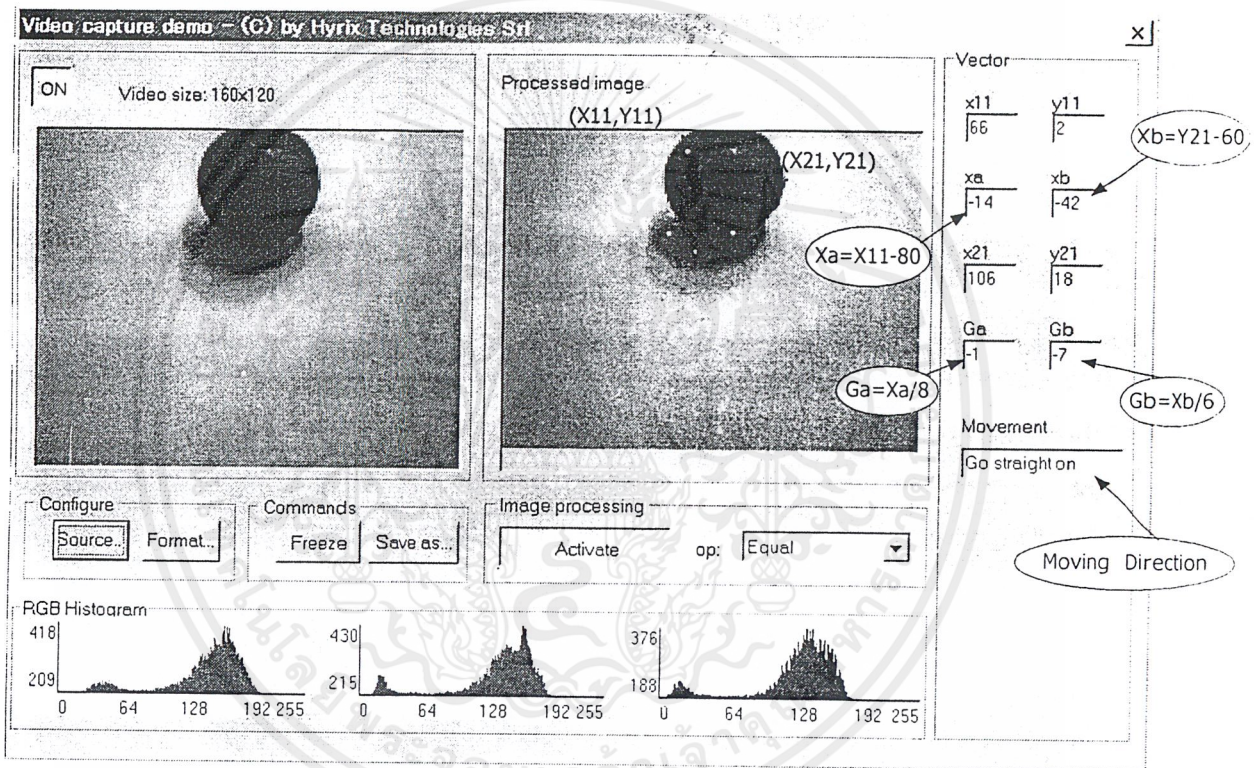 Video capture demo - (C) by Hyrix Technologies Srl
x
ON
Video size: 160x120
Processed image
(X11,Y11)
(X21,Y21)
Vector
x11 y11
66 2
Xb=Y21-60
xa xb
-14 -42
Xa=X11-80
x21 y21
106 18
Ga Gb
-1 -7
Ga=Xa/8
Gb=Xb/6
Movement
Go straight on
Moving Direction
Configure
Source.. Format...
Commands
Freeze Save as...
Image processing
Activate op: Equal
RGB Histogram
418
209
0 64 128 192 255
430
215
0 64 128 192 255
376
188
0 64 128 192 255